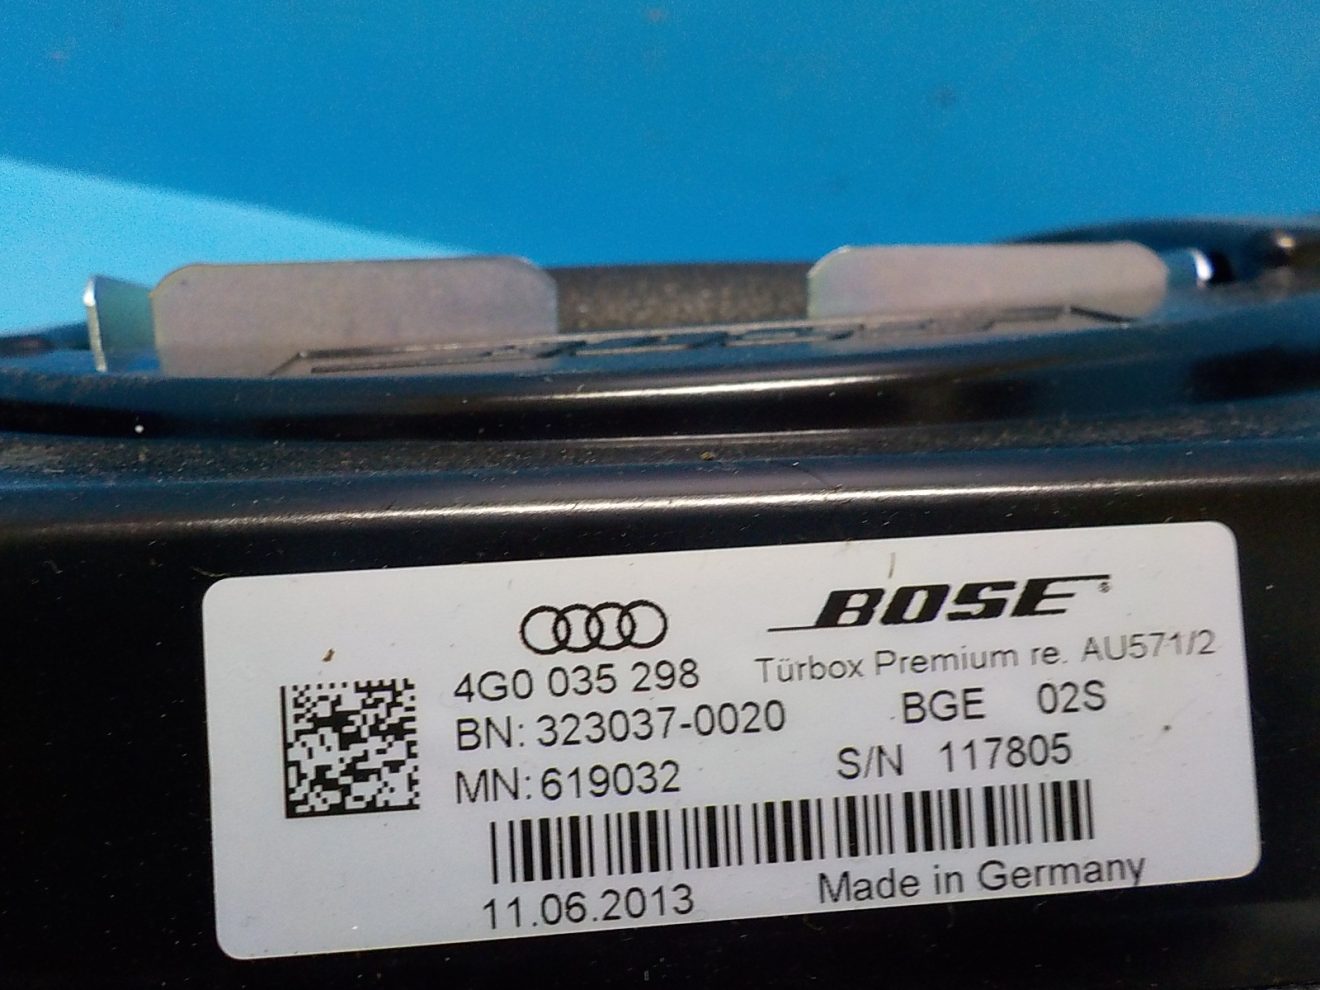 BOSE®
4G0 035 298 Türbox Premium re. AU571/2
BN: 323037-0020 BGE 02S
MN: 619032 S/N 117805
11.06.2013 Made in Germany